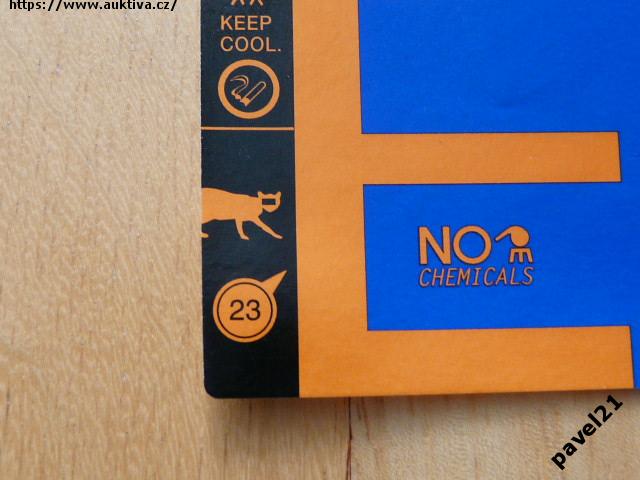 https://www.auktiva.cz/
KEEP
COOL.
23
NO
CHEMICALS
pavel21